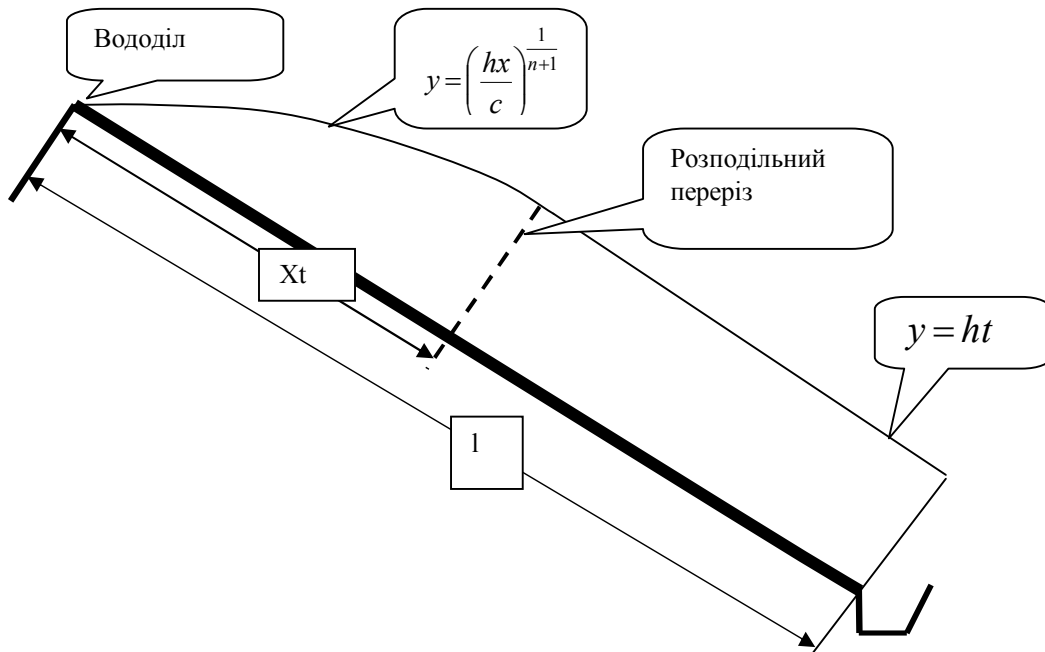 Вододіл
y = (hx/c)^(1/(n+1))
Розподільний
переріз
Xt
y = ht
l